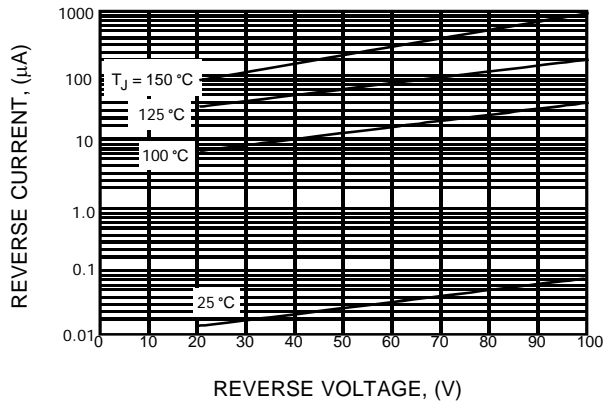 1000
100
10
1.0
0.1
0.01
REVERSE CURRENT, (µA)
TJ = 150 °C
125 °C
100 °C
25 °C
0 10 20 30 40 50 60 70 80 90 100
REVERSE VOLTAGE, (V)